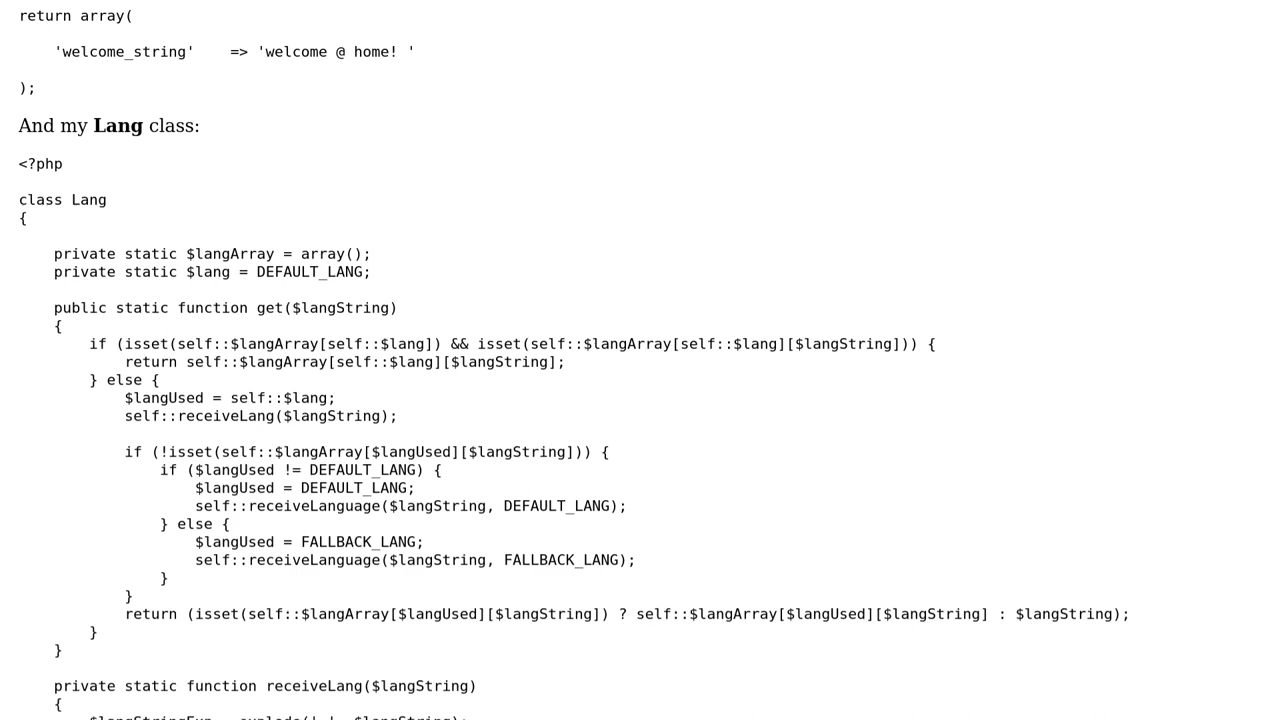 return array(
    'welcome_string'    => 'welcome @ home! '
);
And my Lang class:
<?php
class Lang
{
    private static $langArray = array();
    private static $lang = DEFAULT_LANG;
    public static function get($langString)
    {
        if (isset(self::$langArray[self::$lang]) && isset(self::$langArray[self::$lang][$langString])) {
            return self::$langArray[self::$lang][$langString];
        } else {
            $langUsed = self::$lang;
            self::receiveLang($langString);
            if (!isset(self::$langArray[$langUsed][$langString])) {
                if ($langUsed != DEFAULT_LANG) {
                    $langUsed = DEFAULT_LANG;
                    self::receiveLanguage($langString, DEFAULT_LANG);
                } else {
                    $langUsed = FALLBACK_LANG;
                    self::receiveLanguage($langString, FALLBACK_LANG);
                }
            }
            return (isset(self::$langArray[$langUsed][$langString]) ? self::$langArray[$langUsed][$langString] : $langString);
        }
    }
    private static function receiveLang($langString)
    {